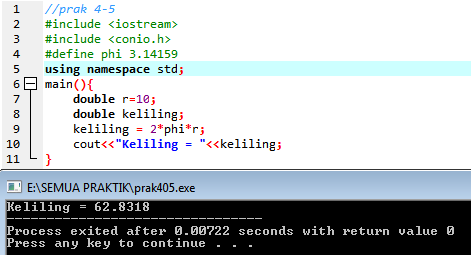 1 //prak 4-5
2 #include <iostream>
3 #include <conio.h>
4 #define phi 3.14159
5 using namespace std;
6 main(){
7 double r=10;
8 double keliling;
9 keliling = 2*phi*r;
10 cout<<"Keliling = "<<keliling;
11 }
E:\SEMUA PRAKTIK\prak405.exe
Keliling = 62.8318
--------------------------------
Process exited after 0.00722 seconds with return value 0
Press any key to continue . . .